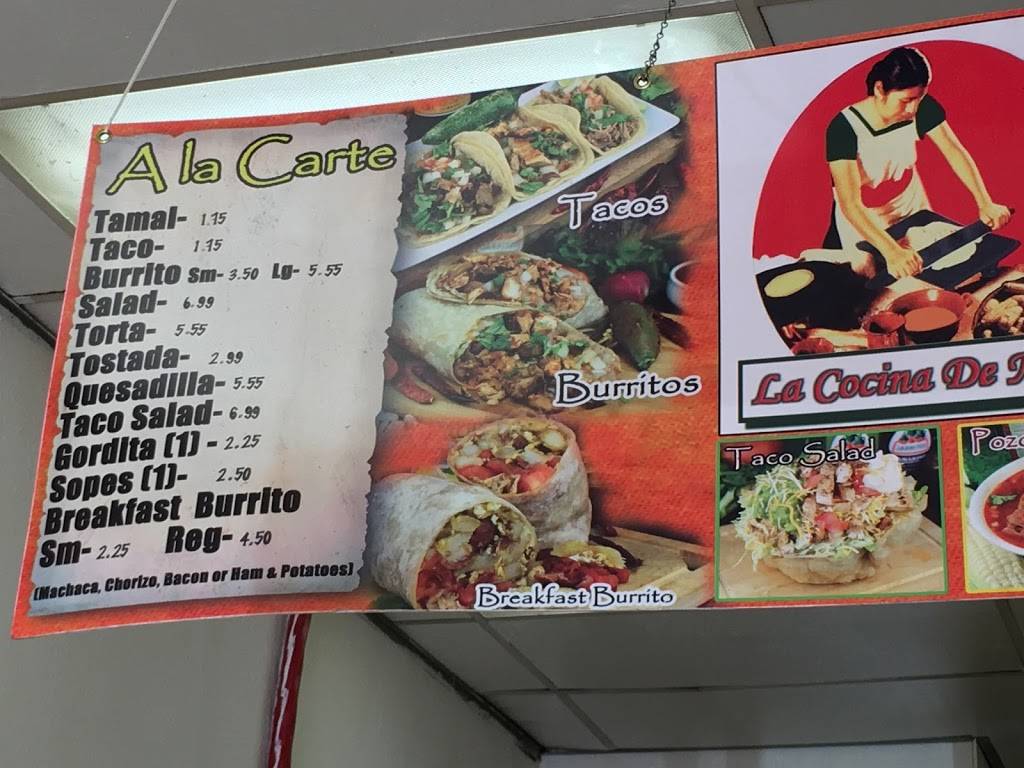 A la Carte
Tamal- 1.75
Taco- 1.75
Burrito Sm- 3.50 Lg- 5.55
Salad- 6.99
Torta- 5.55
Tostada- 2.99
Quesadilla- 5.55
Taco Salad- 6.99
Gordita (1) - 2.25
Sopes (1)- 2.50
Breakfast Burrito
Sm- 2.25 Reg- 4.50
(Machaca, Chorizo, Bacon or Ham & Potatoes)
Tacos
Burritos
Breakfast Burrito
La Cocina De
Taco Salad